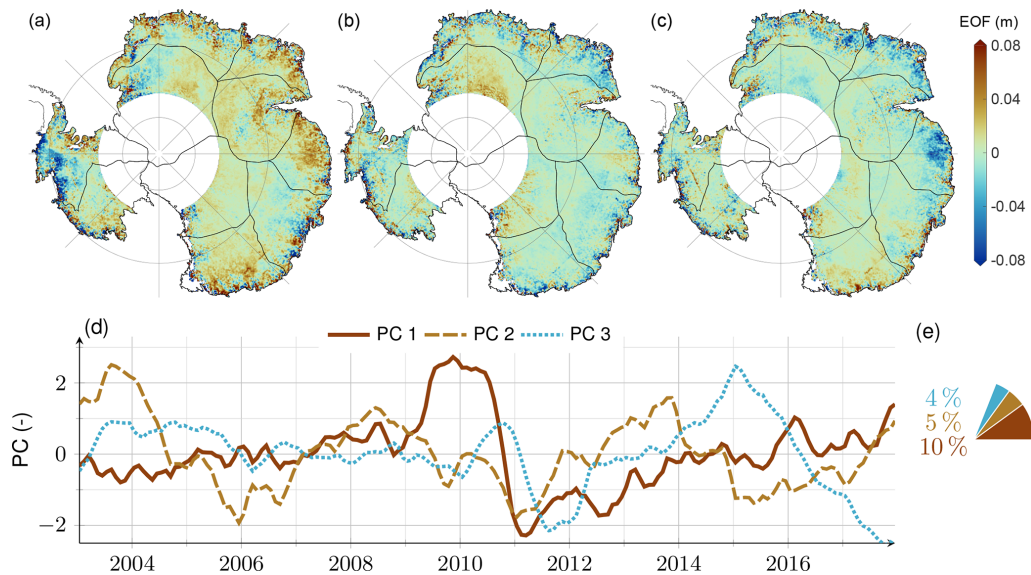 (a)
(b)
(c)
EOF (m)
0.08
0.04
0
-0.04
-0.08
(d)
PC 1
PC 2
PC 3
(e)
PC (-)
2
0
−2
2004
2006
2008
2010
2012
2014
2016
4 %
5 %
10 %